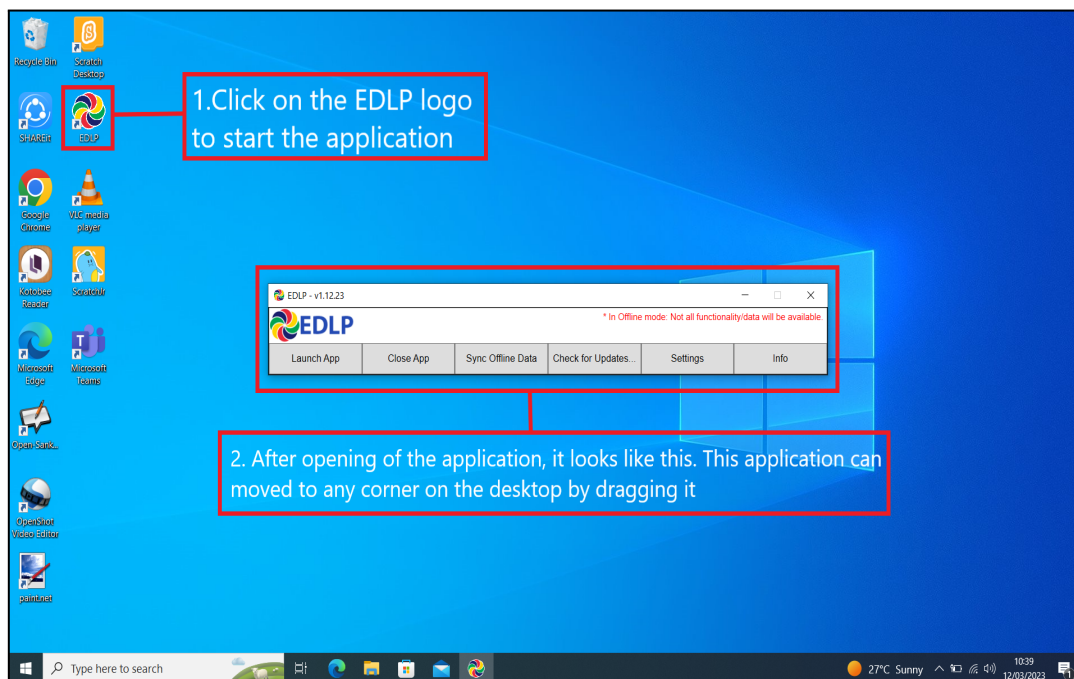 Recycle Bin
Scratch
Desktop
1.Click on the EDLP logo
to start the application
SHAREit
EDLP
Google
Chrome
VLC media
player
Kotobee
Reader
ScratchJr
EDLP - v1.12.23
EDLP
* In Offline mode: Not all functionality/data will be available.
Launch App
Close App
Sync Offline Data
Check for Updates...
Settings
Info
Microsoft
Edge
Microsoft
Teams
Open-Sank...
2. After opening of the application, it looks like this. This application can
moved to any corner on the desktop by dragging it
OpenShot
Video Editor
paint.net
Type here to search
27°C Sunny
10:39
12/03/2023
1